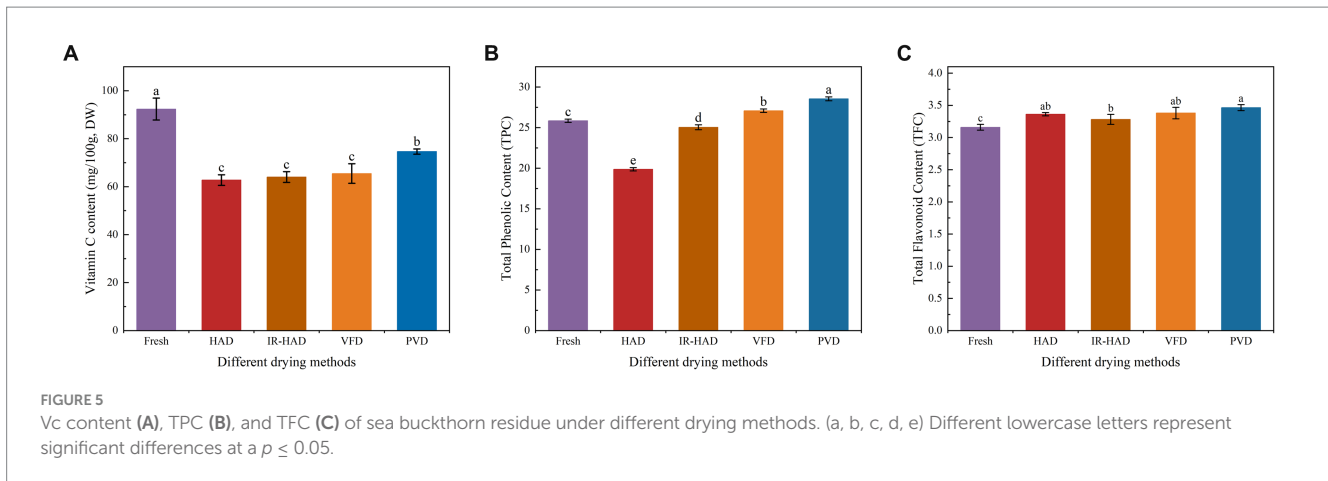 A
Vitamin C content (mg/100g, DW)
100
80
60
40
20
0
a
c
c
c
b
Fresh HAD IR-HAD VFD PVD
Different drying methods
B
Total Phenolic Content (TPC)
30
25
20
15
10
5
0
c
e
d
b
a
Fresh HAD IR-HAD VFD PVD
Different drying methods
C
Total Flavonoid Content (TFC)
4.0
3.5
3.0
2.5
2.0
1.5
1.0
0.5
0.0
c
ab
b
ab
a
Fresh HAD IR-HAD VFD PVD
Different drying methods
FIGURE 5
Vc content (A), TPC (B), and TFC (C) of sea buckthorn residue under different drying methods. (a, b, c, d, e) Different lowercase letters represent
significant differences at a p ≤ 0.05.